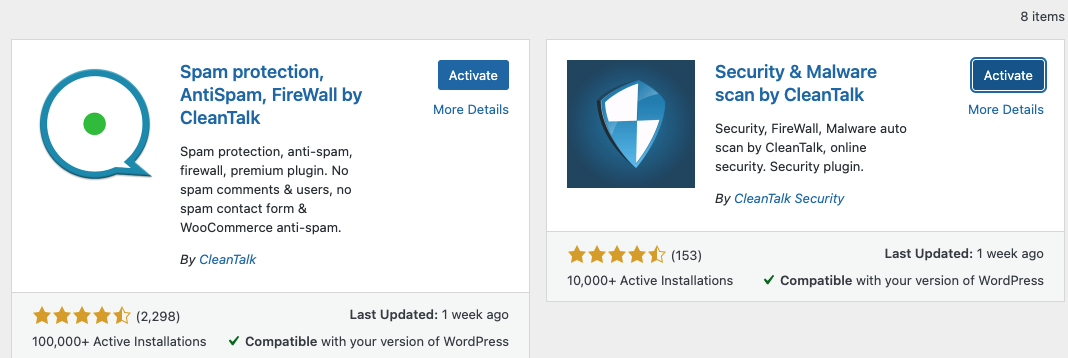 8 items
Spam protection,
AntiSpam, FireWall by
CleanTalk
Activate
More Details
Spam protection, anti-spam,
firewall, premium plugin. No
spam comments & users, no
spam contact form &
WooCommerce anti-spam.
By CleanTalk
(2,298)
Last Updated: 1 week ago
100,000+ Active Installations
Compatible with your version of WordPress
Security & Malware
scan by CleanTalk
Activate
More Details
Security, FireWall, Malware auto
scan by CleanTalk, online
security. Security plugin.
By CleanTalk Security
(153)
Last Updated: 1 week ago
10,000+ Active Installations
Compatible with your version of WordPress